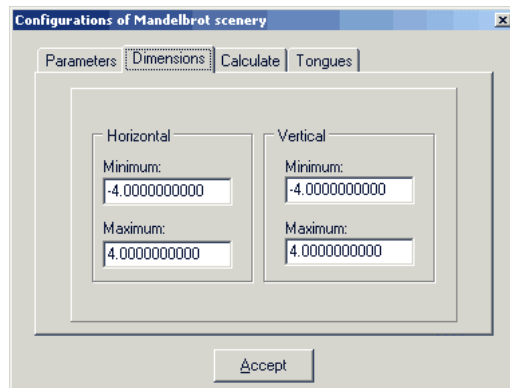 Configurations of Mandelbrot scenery
Parameters Dimensions Calculate Tongues
Horizontal
Minimum:
-4.0000000000
Maximum:
4.0000000000
Vertical
Minimum:
-4.0000000000
Maximum:
4.0000000000
Accept